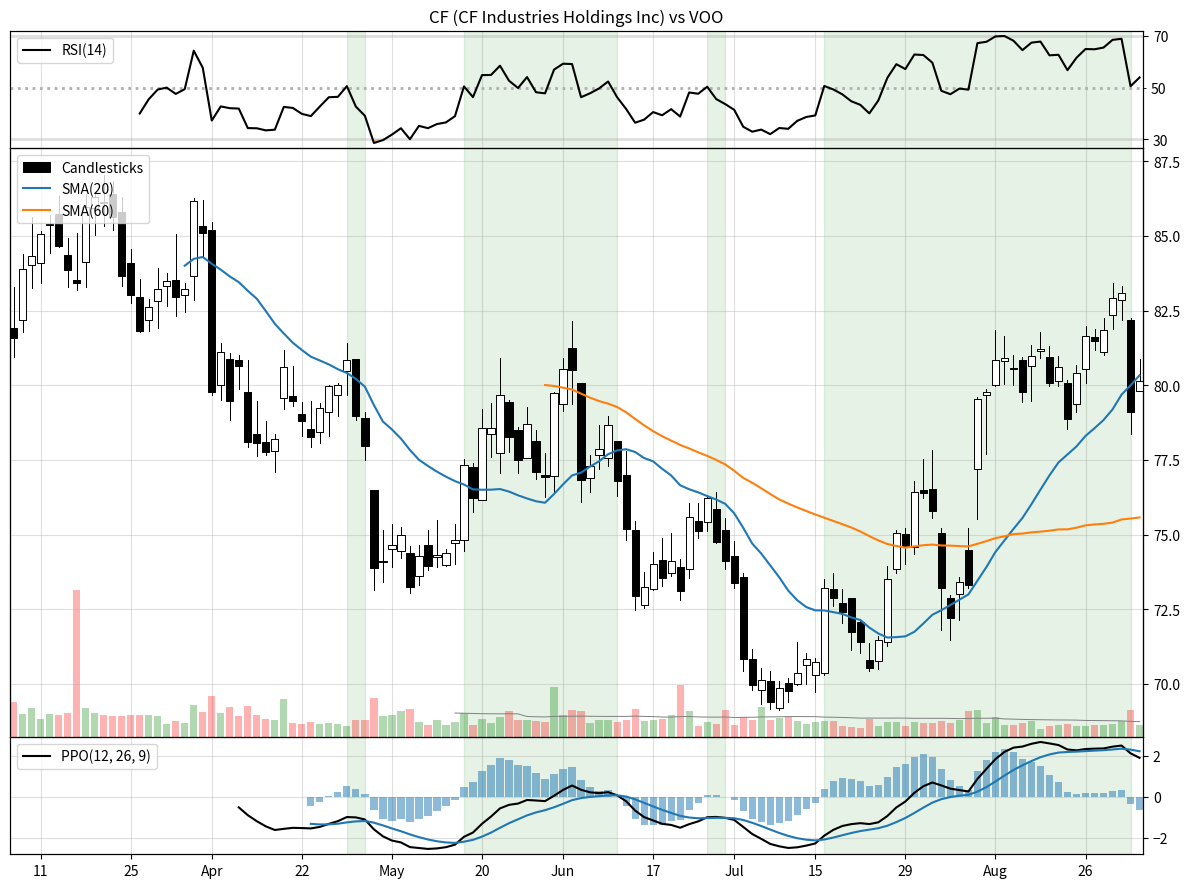 CF (CF Industries Holdings Inc) vs VOO
RSI(14)
70
50
30
Candlesticks
SMA(20)
SMA(60)
87.5
85.0
82.5
80.0
77.5
75.0
72.5
70.0
PPO(12, 26, 9)
2
0
−2
11 25 Apr 22 May 20 Jun 17 Jul 15 29 Aug 26